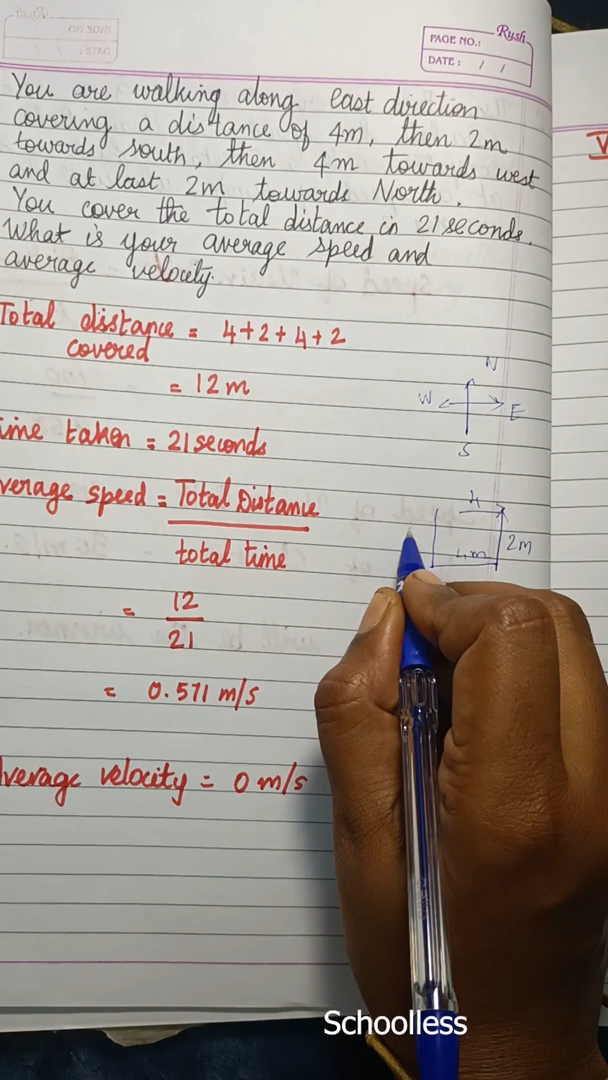 Rush
PAGE NO.:
DATE: / /
You are walking along east direction
covering a distance of 4m, then 2m
towards south, then 4m towards west
and at last 2m towards North.
You cover the total distance in 21 seconds.
What is your average speed and
average velocity.
Total distance = 4+2+4+2
covered
= 12 m
N
W E
S
ime taken = 21 seconds
verage speed = Total Distance
total time
4
2m
4m
= 12
21
= 0.571 m/s
Average velocity = 0 m/s
Schoolless